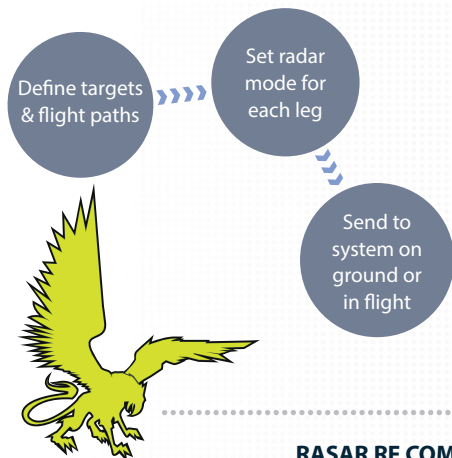 Define targets
& flight paths
Set radar
mode for
each leg
Send to
system on
ground or
in flight
RASAR RE COM